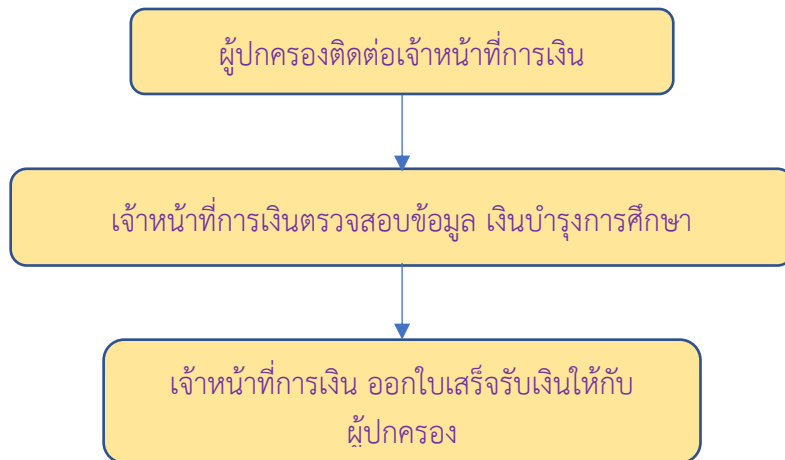 ผู้ปกครองติดต่อเจ้าหน้าที่การเงิน
เจ้าหน้าที่การเงินตรวจสอบข้อมูล เงินบำรุงการศึกษา
เจ้าหน้าที่การเงิน ออกใบเสร็จรับเงินให้กับ
ผู้ปกครอง